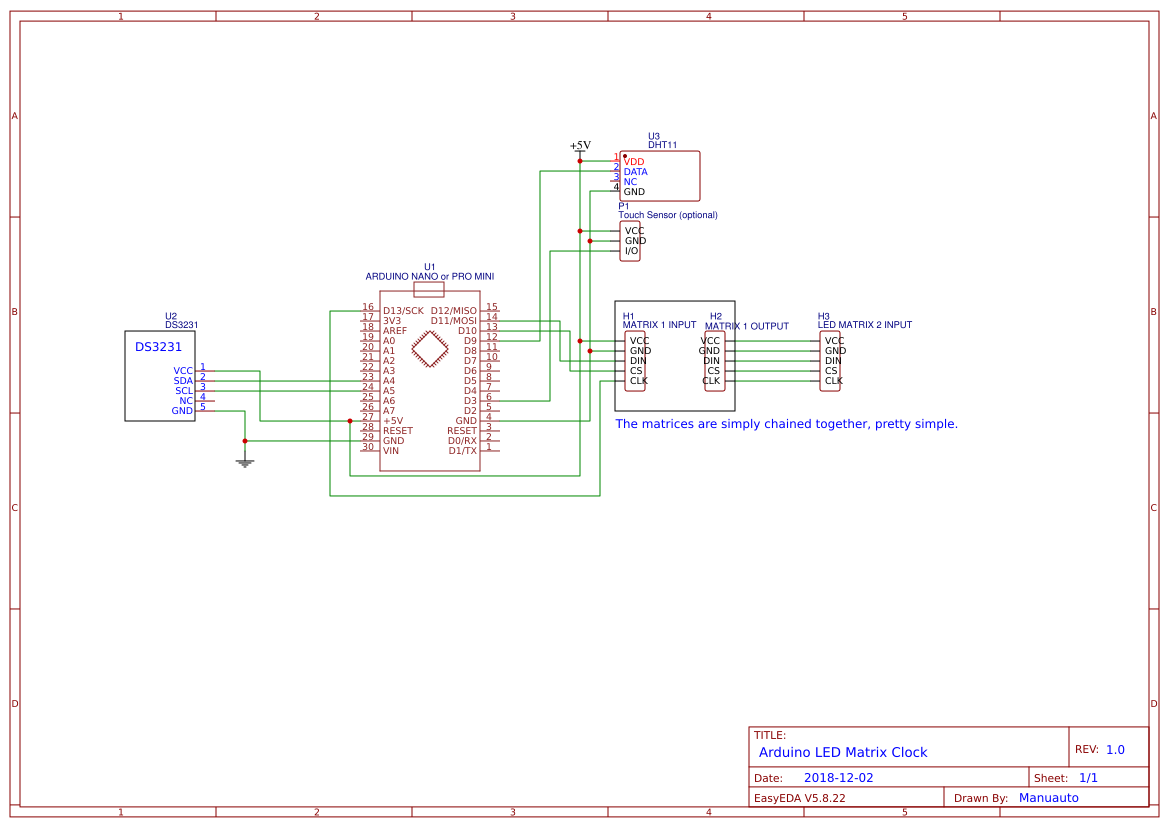 1 2 3 4 5
A A
B B
C C
D D
+5V
U3
DHT11
1 VDD
2 DATA
3 NC
4 GND
P1
Touch Sensor (optional)
VCC
GND
I/O
U1
ARDUINO NANO or PRO MINI
16 D13/SCK D12/MISO 15
17 3V3 D11/MOSI 14
18 AREF D10 13
19 A0 D9 12
20 A1 D8 11
21 A2 D7 10
22 A3 D6 9
23 A4 D5 8
24 A5 D4 7
25 A6 D3 6
26 A7 D2 5
27 +5V GND 4
28 RESET RESET 3
29 GND D0/RX 2
30 VIN D1/TX 1
U2
DS3231
DS3231
VCC 1
SDA 2
SCL 3
NC 4
GND 5
H1
MATRIX 1 INPUT
VCC
GND
DIN
CS
CLK
H2
MATRIX 1 OUTPUT
VCC
GND
DIN
CS
CLK
H3
LED MATRIX 2 INPUT
VCC
GND
DIN
CS
CLK
The matrices are simply chained together, pretty simple.
TITLE:
Arduino LED Matrix Clock
REV: 1.0
Date: 2018-12-02
Sheet: 1/1
EasyEDA V5.8.22
Drawn By: Manuauto
1 2 3 4 5